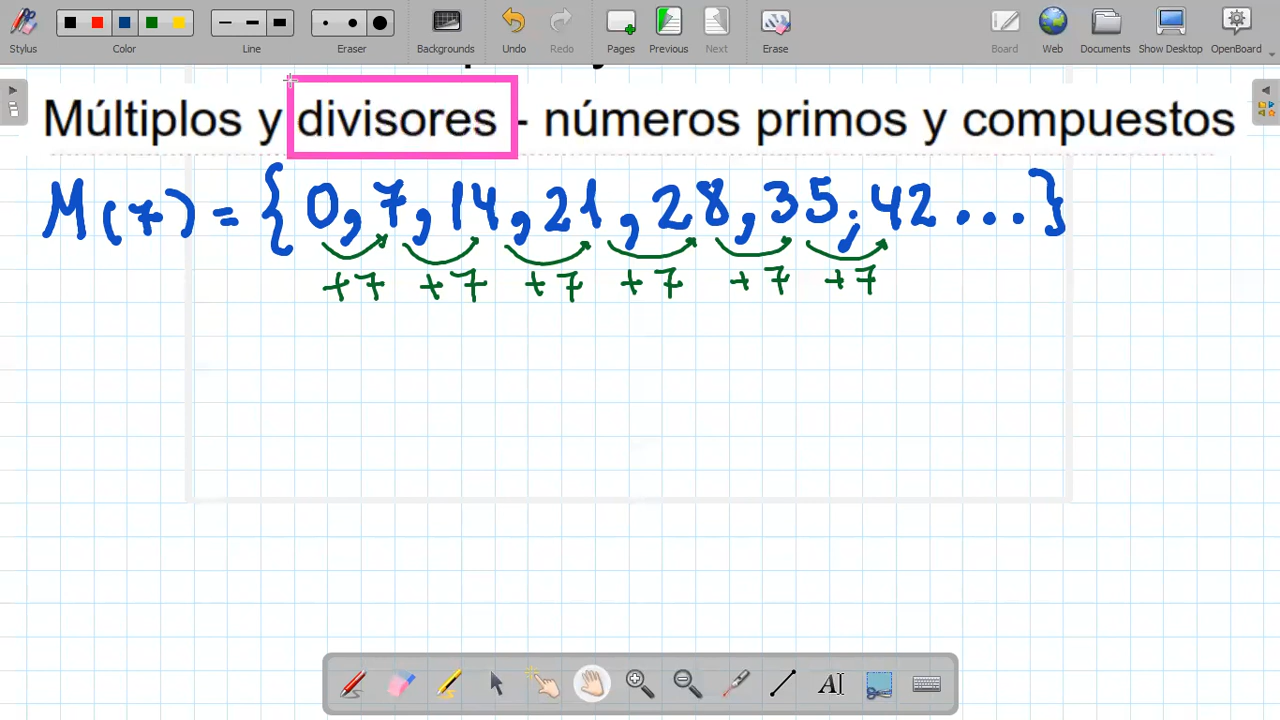 Stylus Color Line Eraser Backgrounds Undo Redo Pages Previous Next Erase Board Web Documents Show Desktop OpenBoard
Múltiplos y divisores - números primos y compuestos
M(7) = {0, 7, 14, 21, 28, 35, 42 ...}
+7 +7 +7 +7 +7 +7